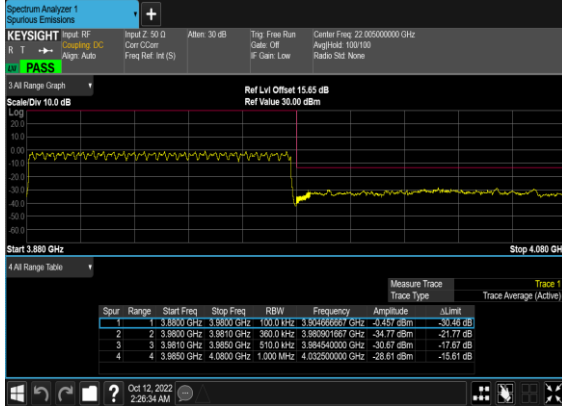 Spectrum Analyzer 1
Spurious Emissions
+
KEYSIGHT Input: RF Input Z: 50 Ω Atten: 30 dB Trig: Free Run Center Freq: 22.005000000 GHz
R T Coupling: DC Corr CCorr Gate: Off Avg|Hold: 100/100
Align: Auto Freq Ref: Int (S) IF Gain: Low Radio Std: None
PASS
3 All Range Graph
Ref Lvl Offset 15.65 dB
Scale/Div 10.0 dB Ref Value 30.00 dBm
Log
20.0
10.0
0.00
-10.0
-20.0
-30.0
-40.0
-50.0
-60.0
Start 3.880 GHz Stop 4.080 GH
4 All Range Table
Measure Trace Trace 1
Trace Type Trace Average (Active)
Spur Range Start Freq Stop Freq RBW Frequency Amplitude ΔLimit
1 1 3.8800 GHz 3.9800 GHz 100.0 kHz 3.904666667 GHz -0.457 dBm -30.46 dB
2 2 3.9800 GHz 3.9810 GHz 360.0 kHz 3.980901667 GHz -34.77 dBm -21.77 dB
3 3 3.9810 GHz 3.9850 GHz 510.0 kHz 3.984540000 GHz -30.67 dBm -17.67 dB
4 4 3.9850 GHz 4.0800 GHz 1.000 MHz 4.032500000 GHz -28.61 dBm -15.61 dB
? Oct 12, 2022
2:26:34 AM